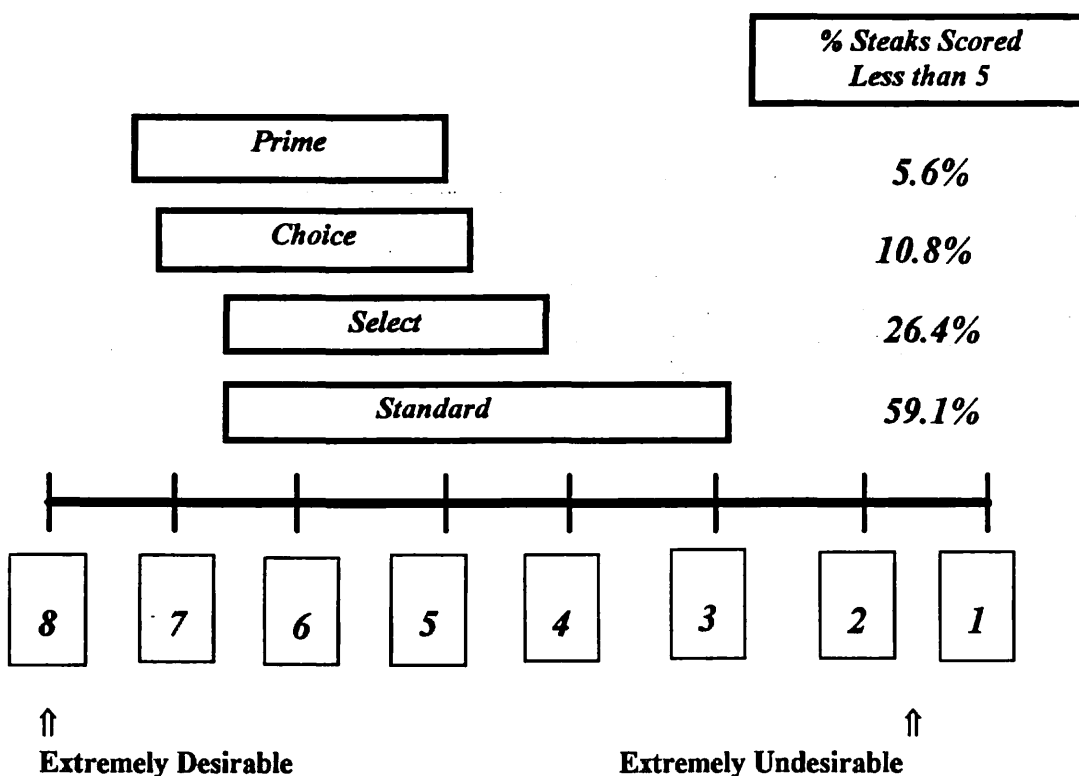 % Steaks Scored
Less than 5
Prime
5.6%
Choice
10.8%
Select
26.4%
Standard
59.1%
8 7 6 5 4 3 2 1
⇑ ⇑
Extremely Desirable Extremely Undesirable